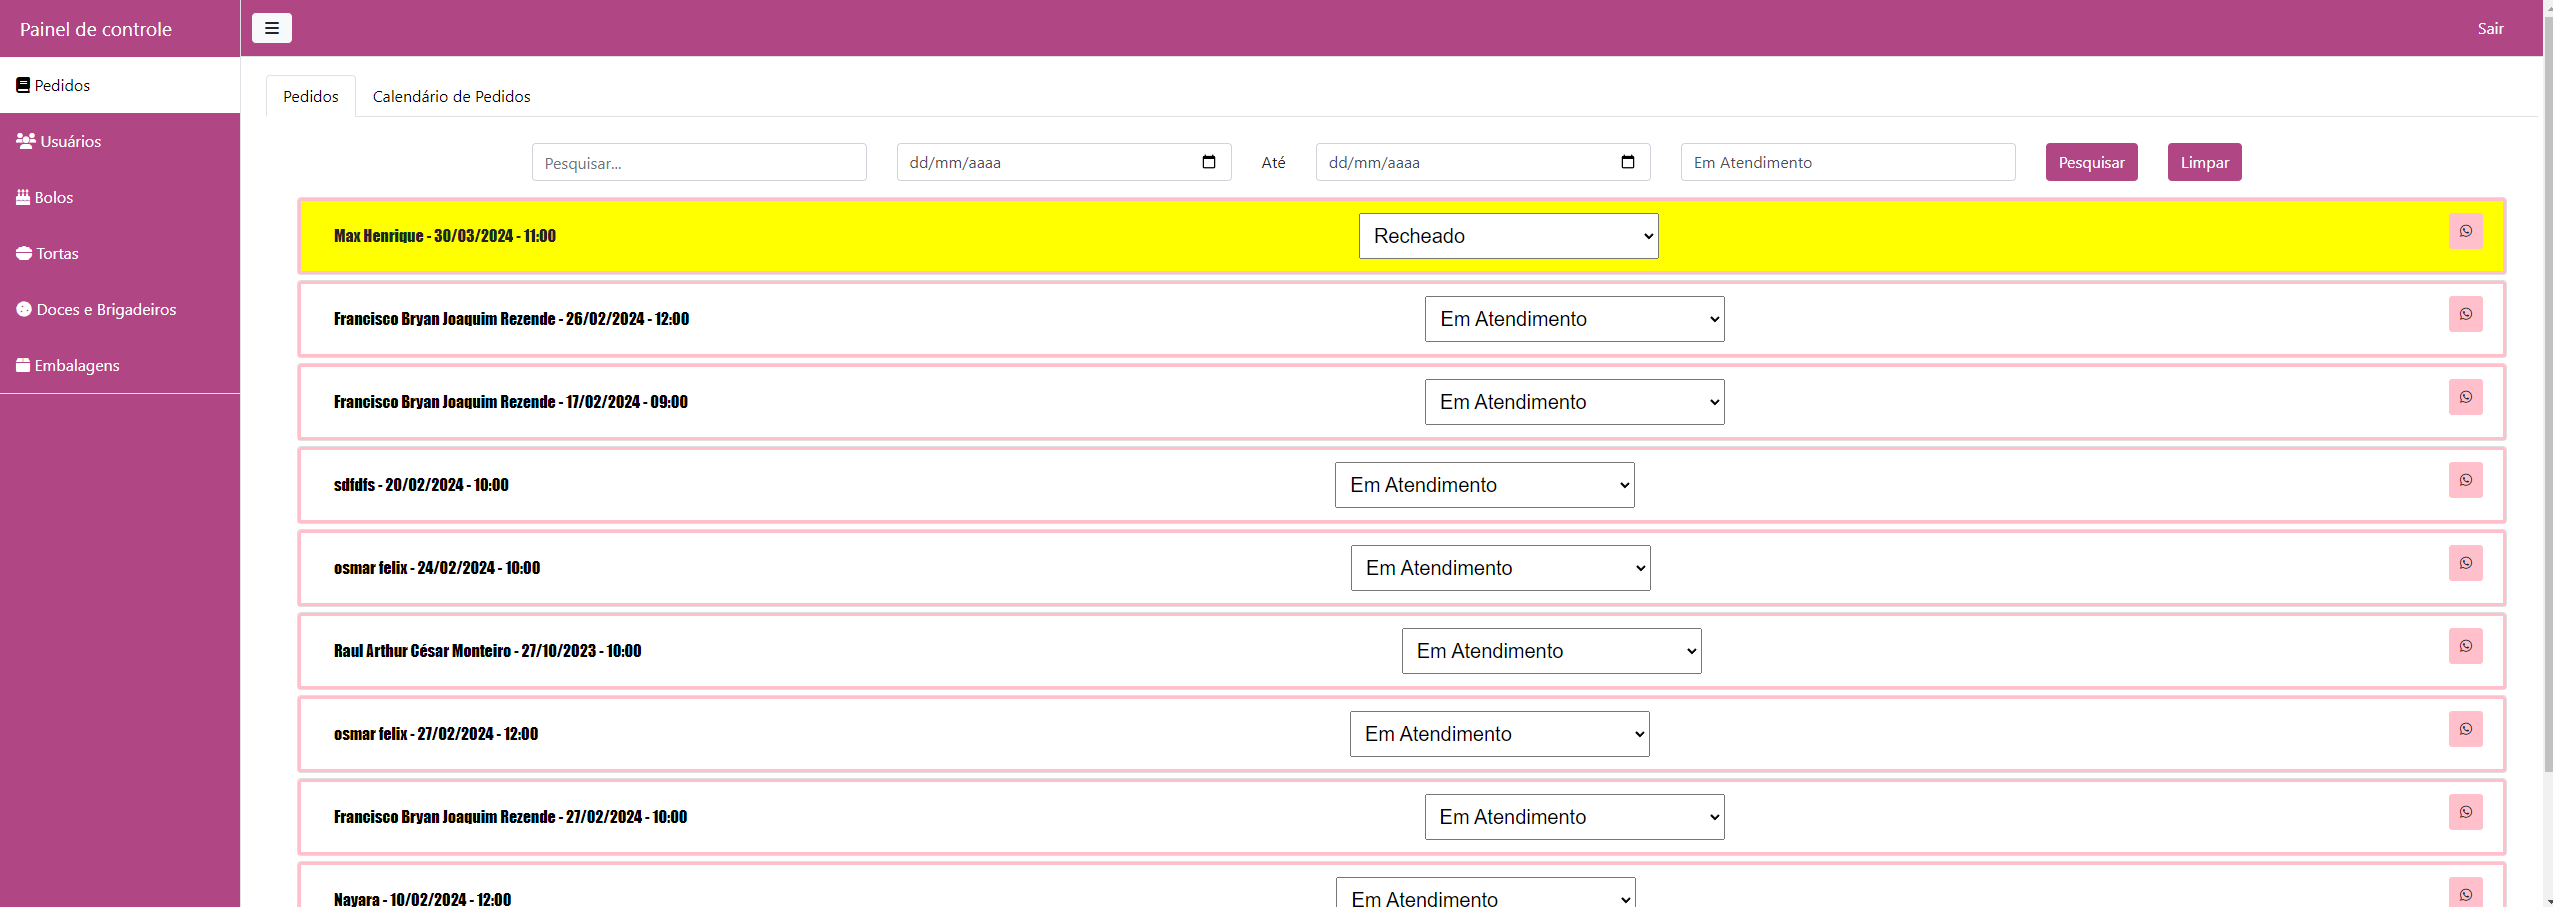 Painel de controle
Sair
Pedidos
Usuários
Bolos
Tortas
Doces e Brigadeiros
Embalagens
Pedidos Calendário de Pedidos
Pesquisar... dd/mm/aaaa Até dd/mm/aaaa Em Atendimento Pesquisar Limpar
Max Henrique - 30/03/2024 - 11:00 Recheado
Francisco Bryan Joaquim Rezende - 26/02/2024 - 12:00 Em Atendimento
Francisco Bryan Joaquim Rezende - 17/02/2024 - 09:00 Em Atendimento
sdfdfs - 20/02/2024 - 10:00 Em Atendimento
osmar felix - 24/02/2024 - 10:00 Em Atendimento
Raul Arthur César Monteiro - 27/10/2023 - 10:00 Em Atendimento
osmar felix - 27/02/2024 - 12:00 Em Atendimento
Francisco Bryan Joaquim Rezende - 27/02/2024 - 10:00 Em Atendimento
Nayara - 10/02/2024 - 12:00 Em Atendimento